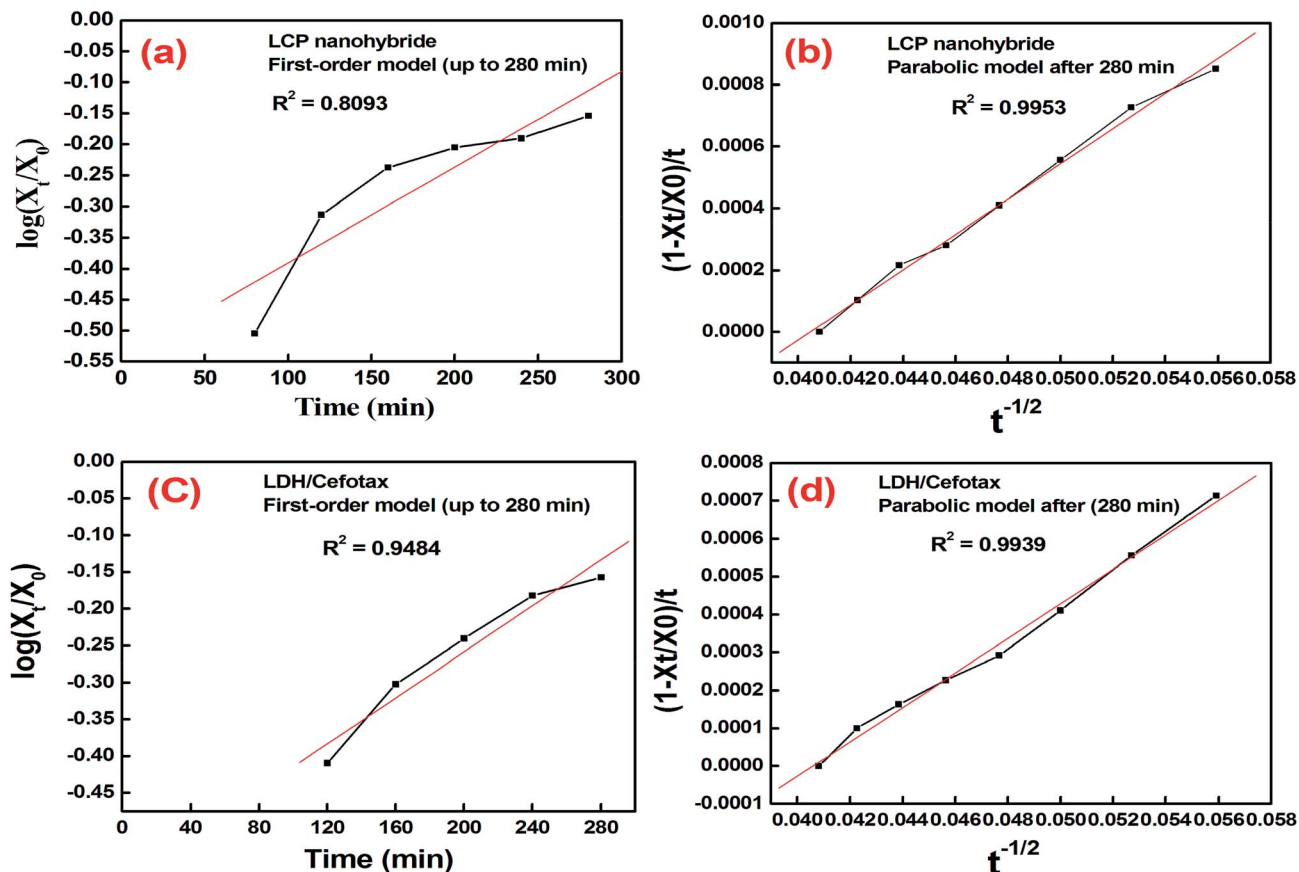 (a)
LCP nanohybride
First-order model (up to 280 min)
R² = 0.8093
log(Xₜ/X₀)
0.00
-0.05
-0.10
-0.15
-0.20
-0.25
-0.30
-0.35
-0.40
-0.45
-0.50
-0.55
0 50 100 150 200 250 300
Time (min)
(b)
LCP nanohybride
Parabolic model after 280 min
R² = 0.9953
(1-Xt/X0)/t
0.0010
0.0008
0.0006
0.0004
0.0002
0.0000
0.040 0.042 0.044 0.046 0.048 0.050 0.052 0.054 0.056 0.058
t⁻¹/²
(C)
LDH/Cefotax
First-order model (up to 280 min)
R² = 0.9484
log(Xₜ/X₀)
0.00
-0.05
-0.10
-0.15
-0.20
-0.25
-0.30
-0.35
-0.40
-0.45
0 40 80 120 160 200 240 280
Time (min)
(d)
LDH/Cefotax
Parabolic model after (280 min)
R² = 0.9939
(1-Xt/X0)/t
0.0008
0.0007
0.0006
0.0005
0.0004
0.0003
0.0002
0.0001
0.0000
-0.0001
0.040 0.042 0.044 0.046 0.048 0.050 0.052 0.054 0.056 0.058
t⁻¹/²